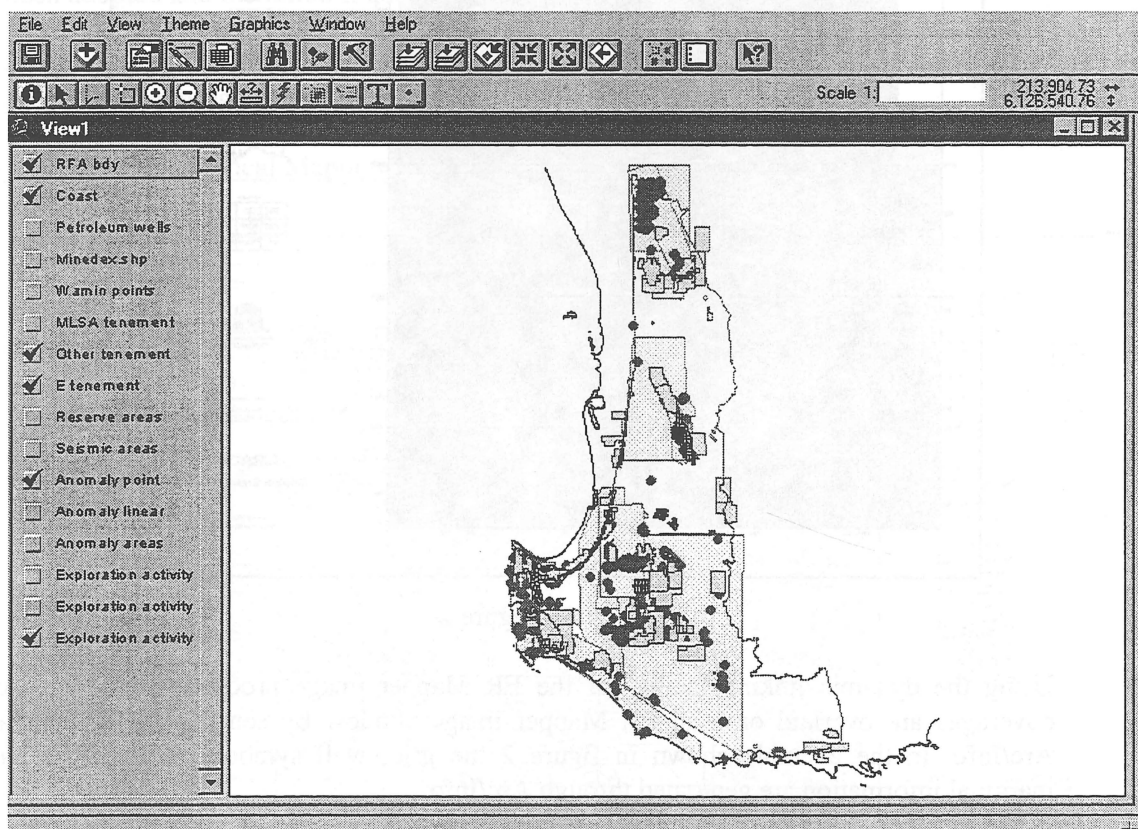 File Edit View Theme Graphics Window Help
Scale 1:
213,904.73
6,126,540.76
View1
RFA bdy
Coast
Petroleum wells
Minedex.shp
Wamin points
MLSA tenement
Other tenement
E tenement
Reserve areas
Seismic areas
Anomaly point
Anomaly linear
Anomaly areas
Exploration activity
Exploration activity
Exploration activity